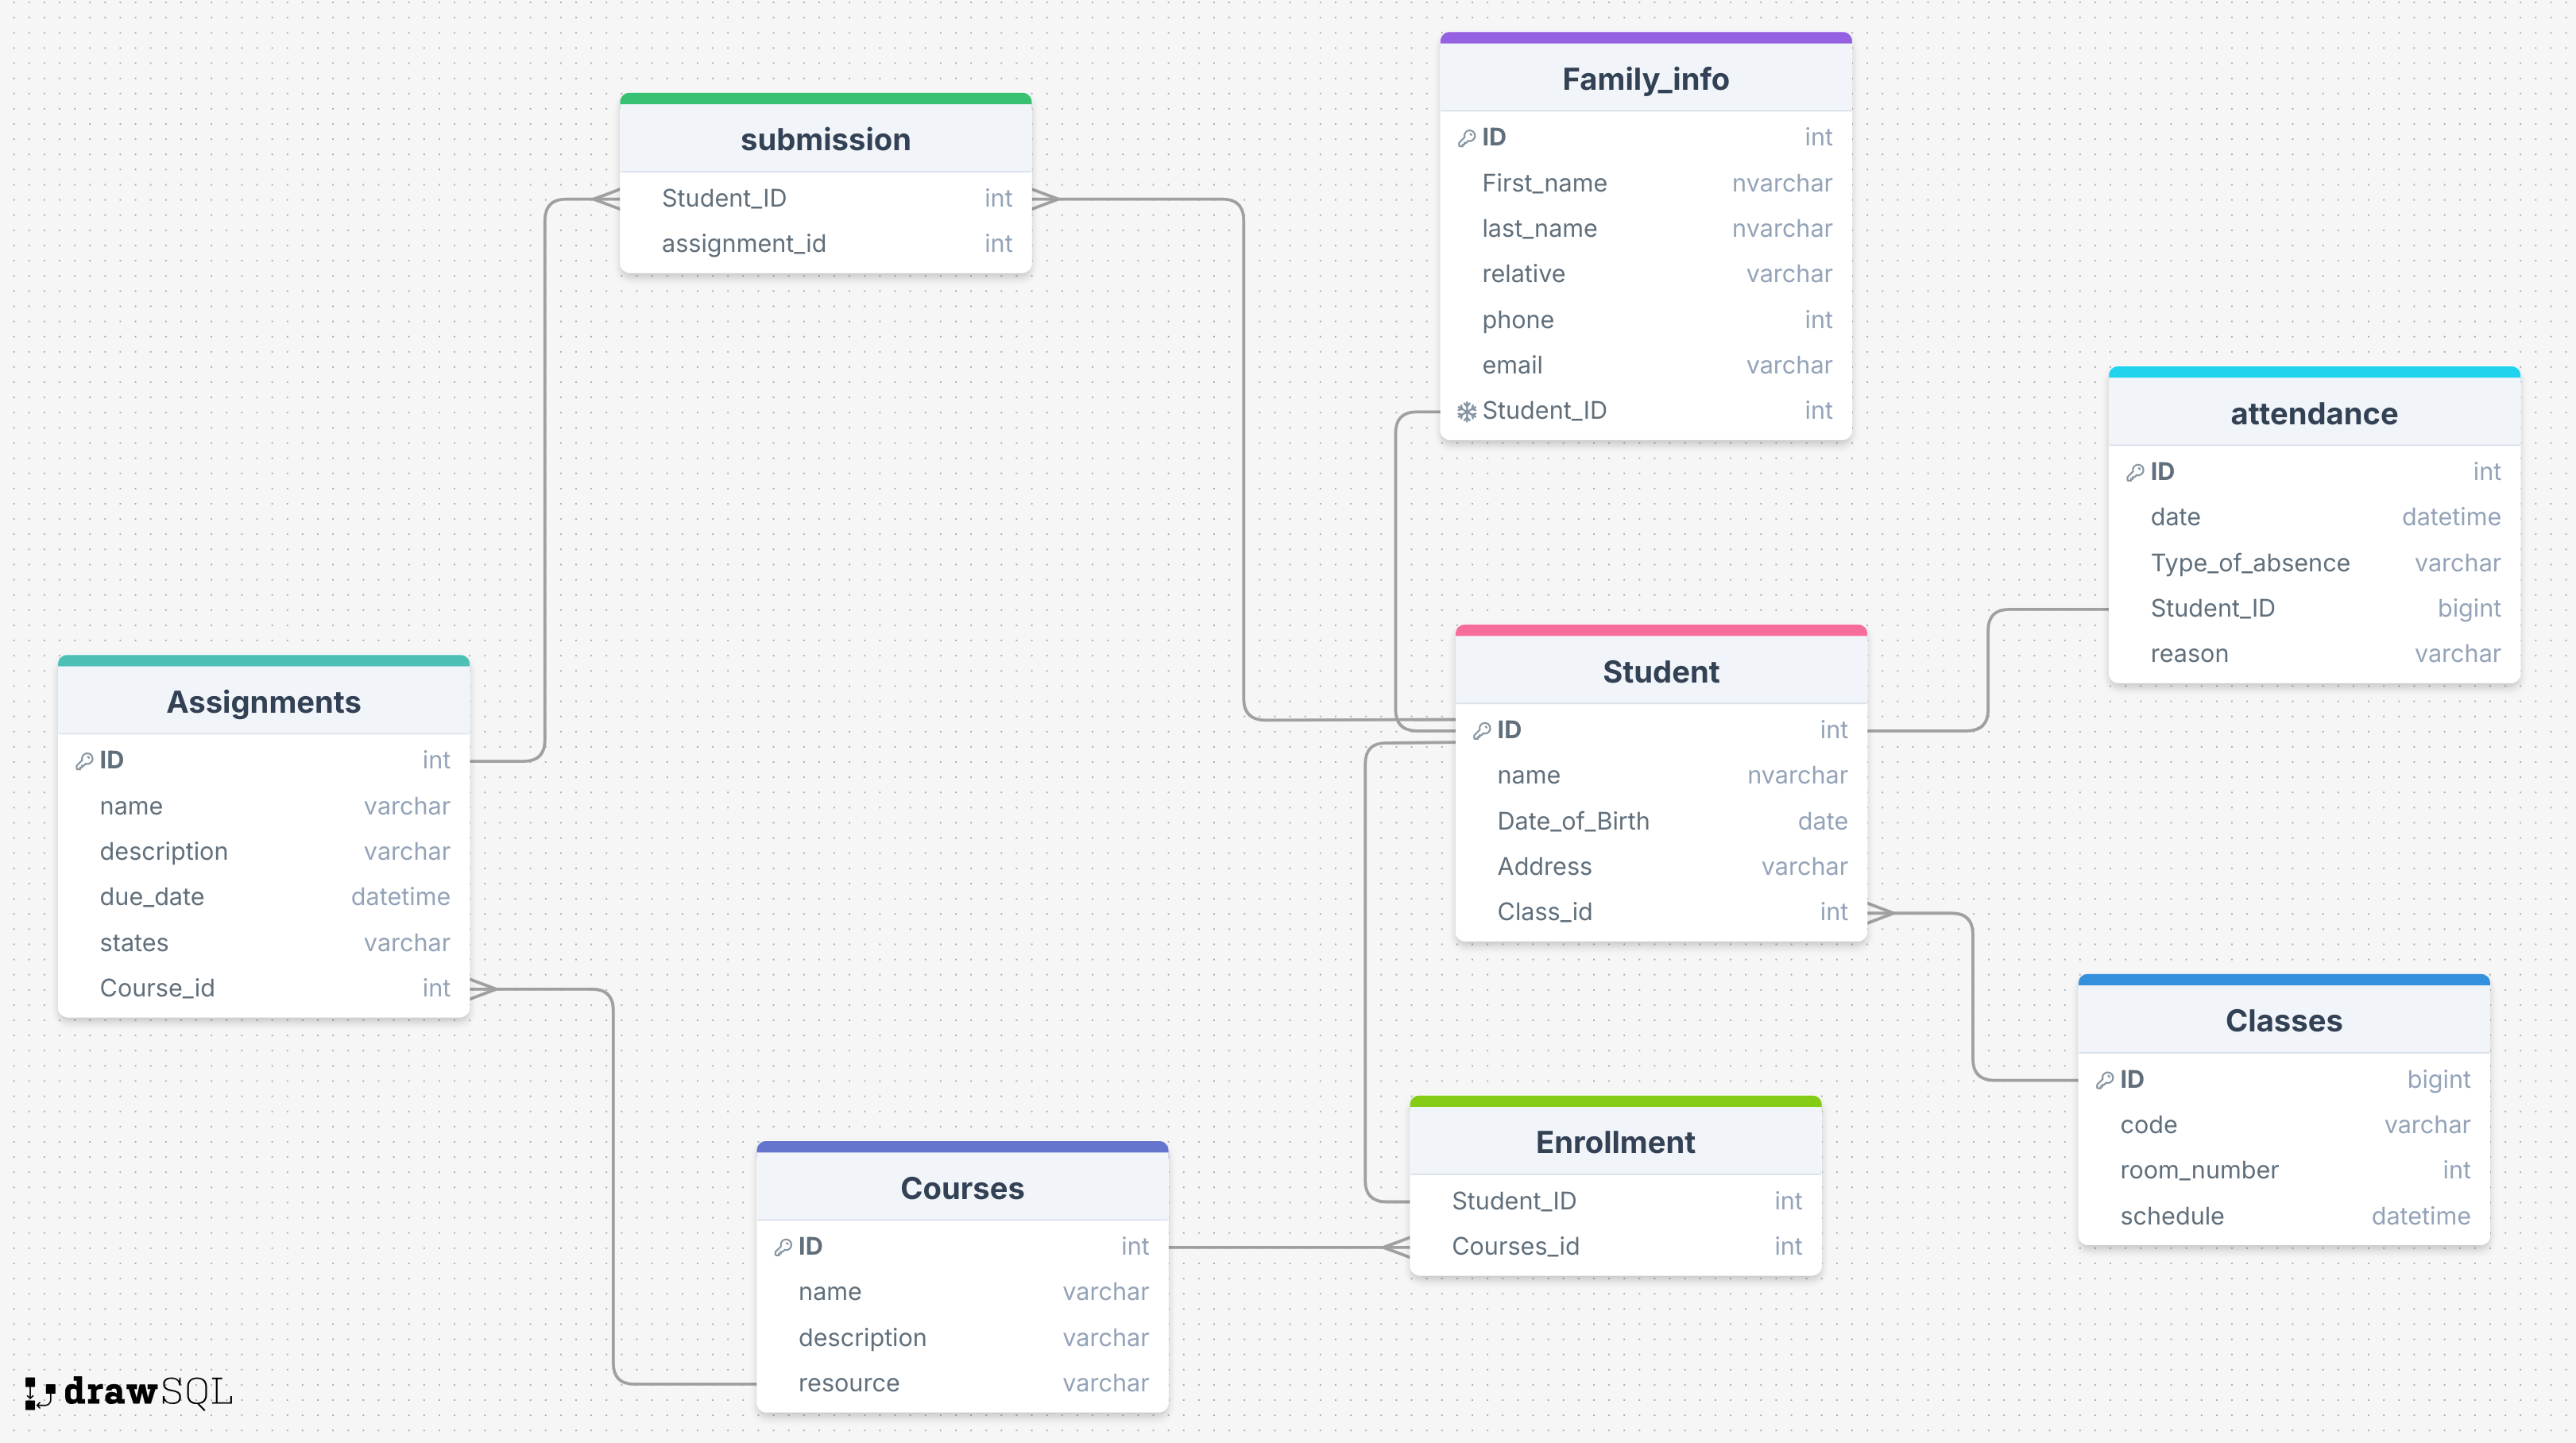 submission
Student_ID int
assignment_id int
Family_info
ID int
First_name nvarchar
last_name nvarchar
relative varchar
phone int
email varchar
Student_ID int
attendance
ID int
date datetime
Type_of_absence varchar
Student_ID bigint
reason varchar
Assignments
ID int
name varchar
description varchar
due_date datetime
states varchar
Course_id int
Student
ID int
name nvarchar
Date_of_Birth date
Address varchar
Class_id int
Classes
ID bigint
code varchar
room_number int
schedule datetime
Courses
ID int
name varchar
description varchar
resource varchar
Enrollment
Student_ID int
Courses_id int
drawSQL